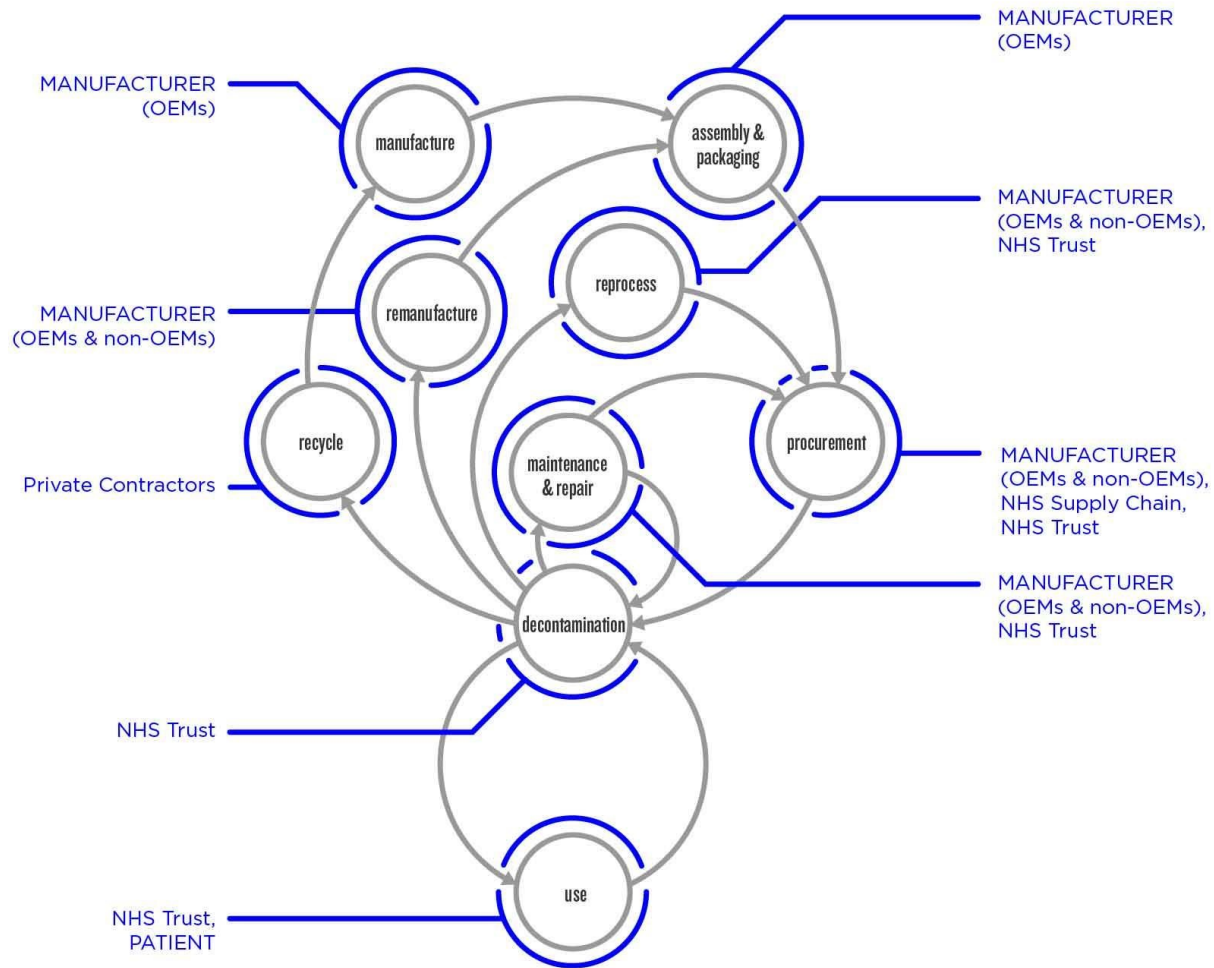 MANUFACTURER
(OEMs)
MANUFACTURER
(OEMs)
manufacture
assembly &
packaging
MANUFACTURER
(OEMs & non-OEMs),
NHS Trust
reprocess
remanufacture
MANUFACTURER
(OEMs & non-OEMs)
recycle
procurement
maintenance
& repair
MANUFACTURER
(OEMs & non-OEMs),
NHS Supply Chain,
NHS Trust
Private Contractors
MANUFACTURER
(OEMs & non-OEMs),
NHS Trust
decontamination
NHS Trust
use
NHS Trust,
PATIENT